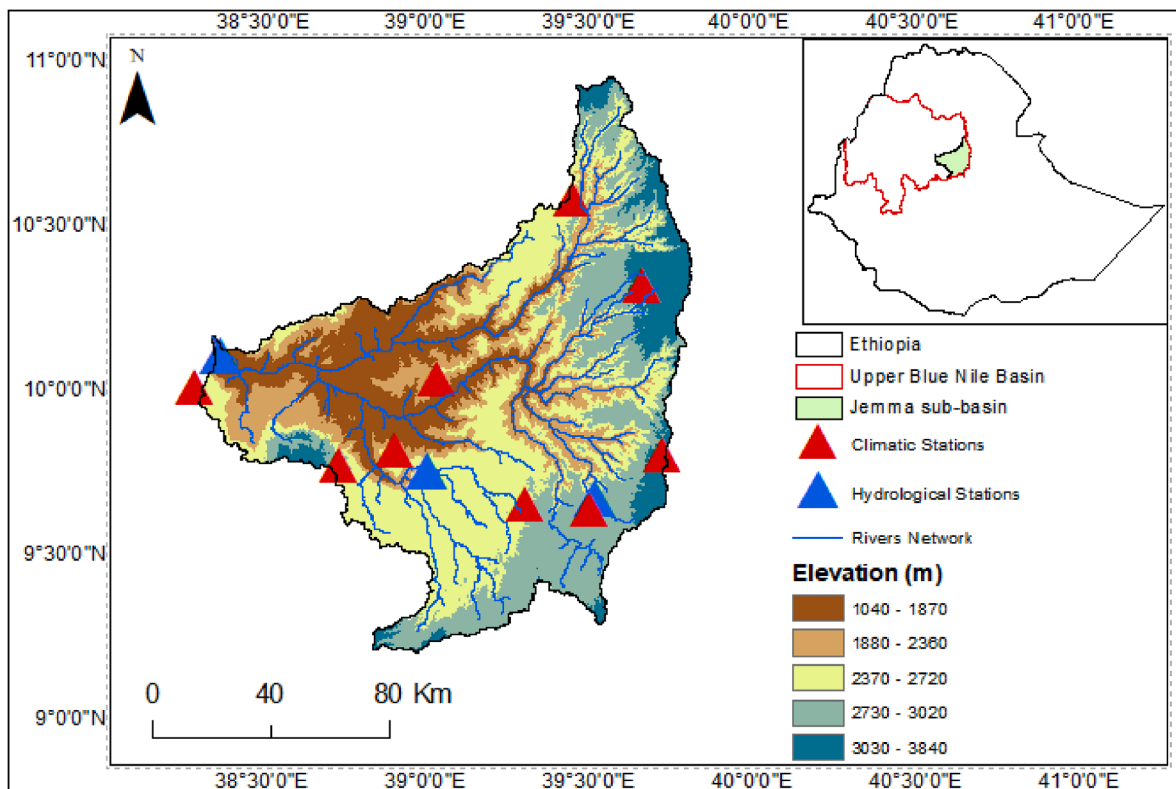 38°30'0"E 39°0'0"E 39°30'0"E 40°0'0"E 40°30'0"E 41°0'0"E
11°0'0"N
N
10°30'0"N
10°0'0"N
9°30'0"N
9°0'0"N
Ethiopia
Upper Blue Nile Basin
Jemma sub-basin
Climatic Stations
Hydrological Stations
Rivers Network
Elevation (m)
1040 - 1870
1880 - 2360
2370 - 2720
2730 - 3020
3030 - 3840
0 40 80 Km
38°30'0"E 39°0'0"E 39°30'0"E 40°0'0"E 40°30'0"E 41°0'0"E